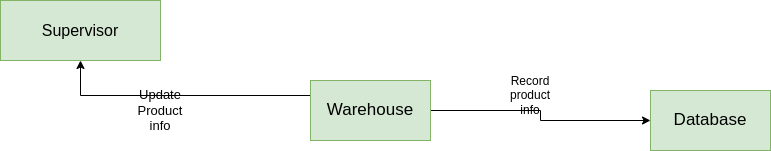 Supervisor
Update
Product
info
Warehouse
Record
product
info
Database